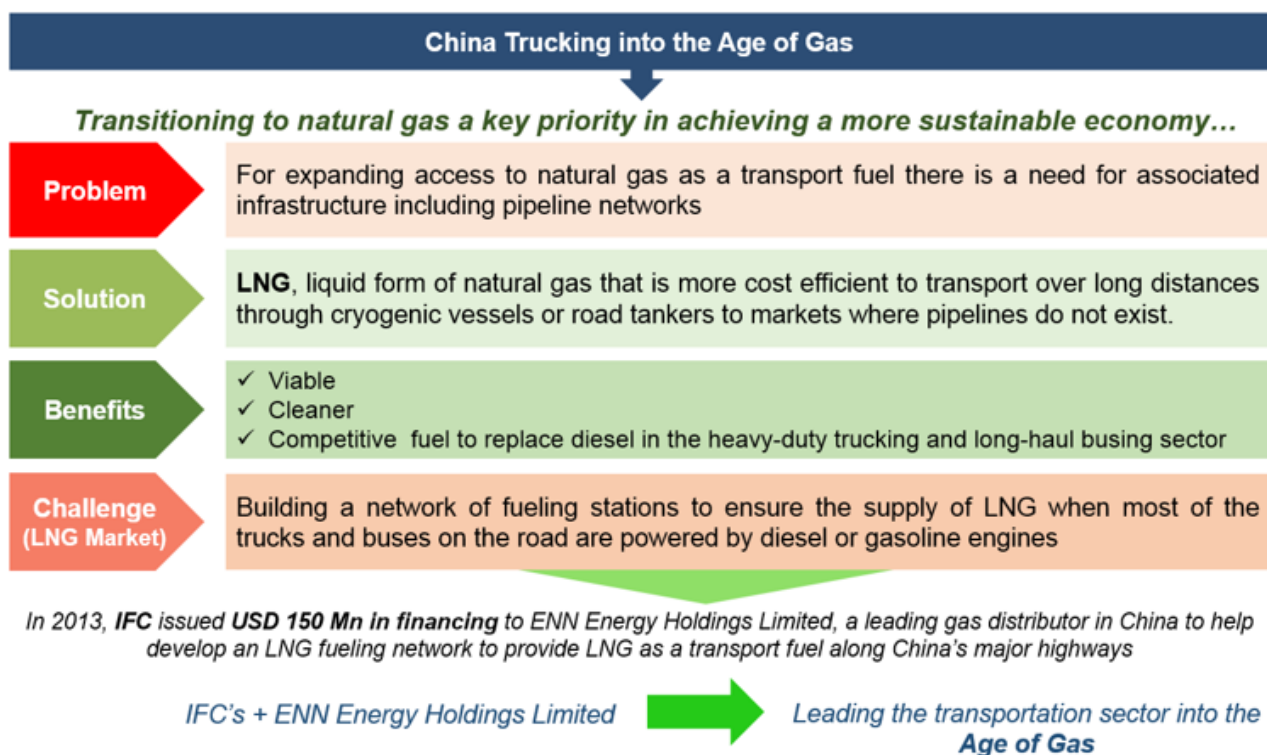 China Trucking into the Age of Gas
Transitioning to natural gas a key priority in achieving a more sustainable economy…
Problem
For expanding access to natural gas as a transport fuel there is a need for associated
infrastructure including pipeline networks
Solution
LNG, liquid form of natural gas that is more cost efficient to transport over long distances
through cryogenic vessels or road tankers to markets where pipelines do not exist.
Benefits
✓ Viable
✓ Cleaner
✓ Competitive fuel to replace diesel in the heavy-duty trucking and long-haul busing sector
Challenge
(LNG Market)
Building a network of fueling stations to ensure the supply of LNG when most of the
trucks and buses on the road are powered by diesel or gasoline engines
In 2013, IFC issued USD 150 Mn in financing to ENN Energy Holdings Limited, a leading gas distributor in China to help
develop an LNG fueling network to provide LNG as a transport fuel along China's major highways
IFC's + ENN Energy Holdings Limited
Leading the transportation sector into the
Age of Gas